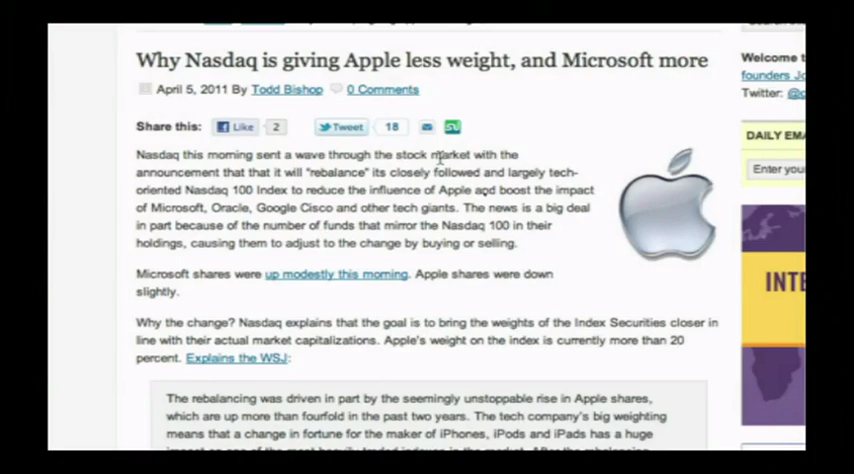 Why Nasdaq is giving Apple less weight, and Microsoft more
April 5, 2011 By Todd Bishop 0 Comments
Share this: Like 2 Tweet 18
Nasdaq this morning sent a wave through the stock market with the
announcement that that it will "rebalance" its closely followed and largely tech-
oriented Nasdaq 100 Index to reduce the influence of Apple and boost the impact
of Microsoft, Oracle, Google Cisco and other tech giants. The news is a big deal
in part because of the number of funds that mirror the Nasdaq 100 in their
holdings, causing them to adjust to the change by buying or selling.
Microsoft shares were up modestly this morning. Apple shares were down
slightly.
Why the change? Nasdaq explains that the goal is to bring the weights of the Index Securities closer in
line with their actual market capitalizations. Apple's weight on the index is currently more than 20
percent. Explains the WSJ:
The rebalancing was driven in part by the seemingly unstoppable rise in Apple shares,
which are up more than fourfold in the past two years. The tech company's big weighting
means that a change in fortune for the maker of iPhones, iPods and iPads has a huge
Welcome t
founders Jo
Twitter: @
DAILY EMA
Enter you
INTE